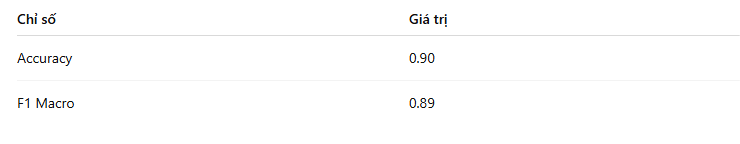 Chỉ số Giá trị
Accuracy 0.90
F1 Macro 0.89